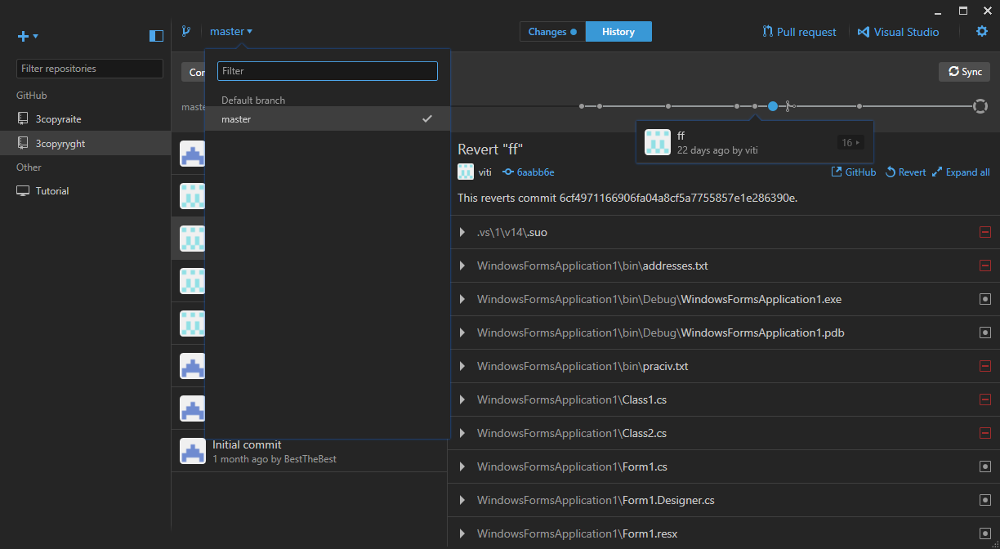 master
Changes
History
Pull request
Visual Studio
Filter repositories
GitHub
3copyraite
3copyryght
Other
Tutorial
Filter
Default branch
master
Sync
ff
22 days ago by viti
16
Revert "ff"
viti
6aabb6e
GitHub
Revert
Expand all
This reverts commit 6cf4971166906fa04a8cf5a7755857e1e286390e.
.vs\1\v14\.suo
WindowsFormsApplication1\bin\addresses.txt
WindowsFormsApplication1\bin\Debug\WindowsFormsApplication1.exe
WindowsFormsApplication1\bin\Debug\WindowsFormsApplication1.pdb
WindowsFormsApplication1\bin\praciv.txt
WindowsFormsApplication1\Class1.cs
WindowsFormsApplication1\Class2.cs
WindowsFormsApplication1\Form1.cs
WindowsFormsApplication1\Form1.Designer.cs
WindowsFormsApplication1\Form1.resx
Initial commit
1 month ago by BestTheBest